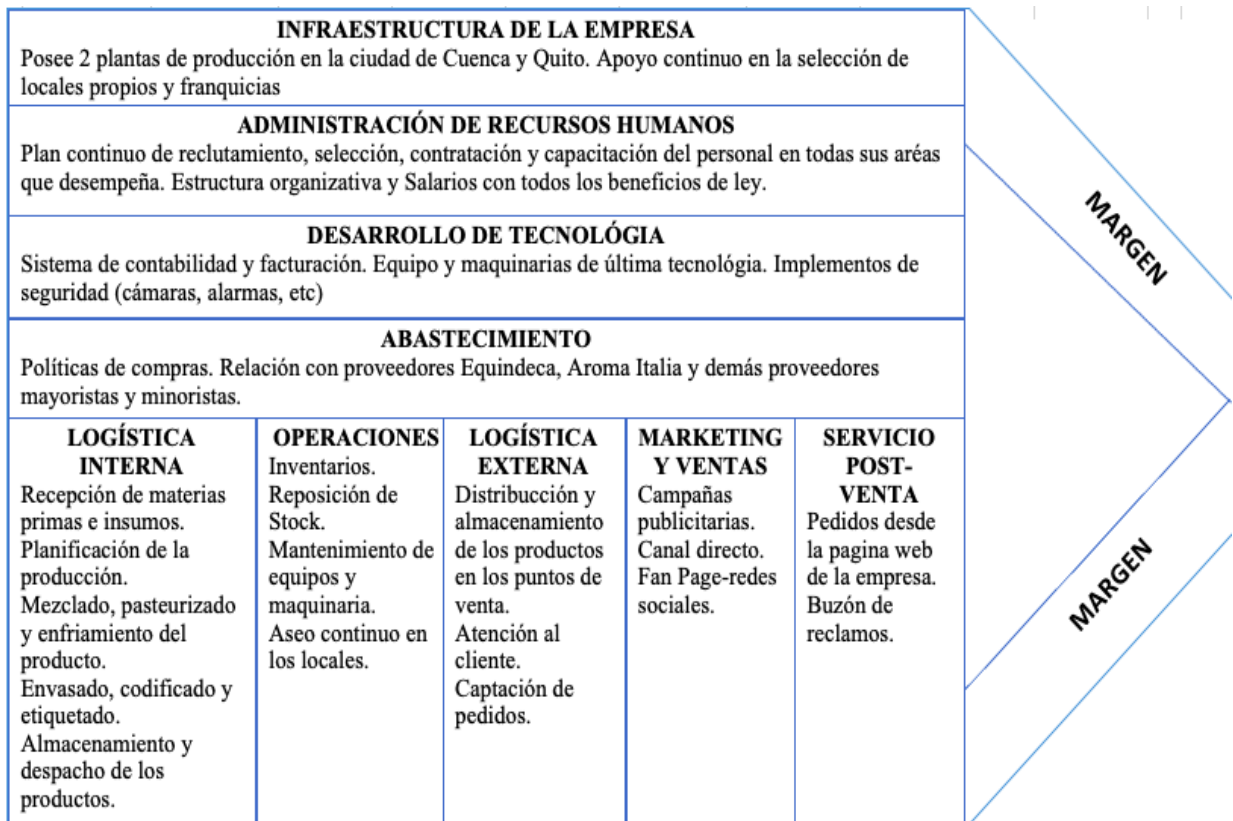 INFRAESTRUCTURA DE LA EMPRESA
Posee 2 plantas de producción en la ciudad de Cuenca y Quito. Apoyo continuo en la selección de
locales propios y franquicias
ADMINISTRACIÓN DE RECURSOS HUMANOS
Plan continuo de reclutamiento, selección, contratación y capacitación del personal en todas sus aréas
que desempeña. Estructura organizativa y Salarios con todos los beneficios de ley.
DESARROLLO DE TECNOLÓGIA
Sistema de contabilidad y facturación. Equipo y maquinarias de última tecnológia. Implementos de
seguridad (cámaras, alarmas, etc)
ABASTECIMIENTO
Políticas de compras. Relación con proveedores Equindeca, Aroma Italia y demás proveedores
mayoristas y minoristas.
LOGÍSTICA
INTERNA
Recepción de materias
primas e insumos.
Planificación de la
producción.
Mezclado, pasteurizado
y enfriamiento del
producto.
Envasado, codificado y
etiquetado.
Almacenamiento y
despacho de los
productos.
OPERACIONES
Inventarios.
Reposición de
Stock.
Mantenimiento de
equipos y
maquinaria.
Aseo continuo en
los locales.
LOGÍSTICA
EXTERNA
Distribucción y
almacenamiento
de los productos
en los puntos de
venta.
Atención al
cliente.
Captación de
pedidos.
MARKETING
Y VENTAS
Campañas
publicitarias.
Canal directo.
Fan Page-redes
sociales.
SERVICIO
POST-
VENTA
Pedidos desde
la pagina web
de la empresa.
Buzón de
reclamos.
MARGEN
MARGEN